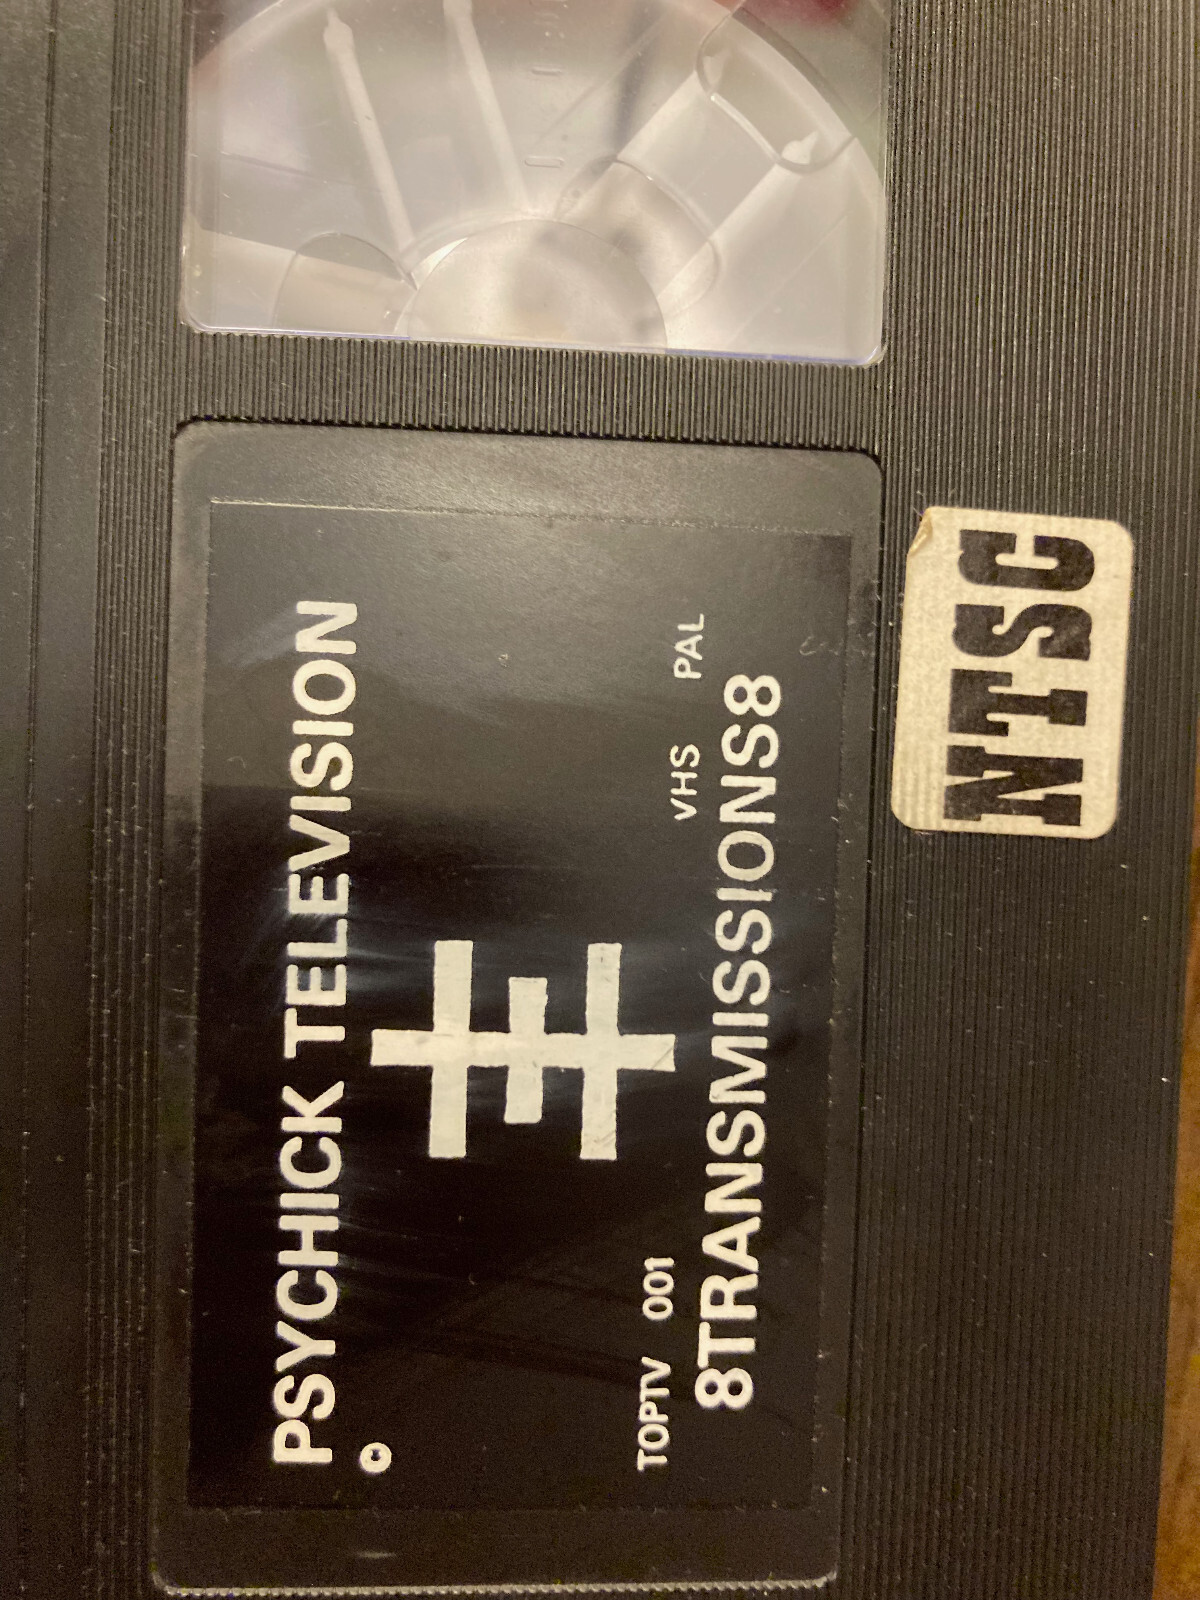 PSYCHICK TELEVISION
©
TOPTV 001 VHS PAL
8TRANSMISSIONS8
NTSC